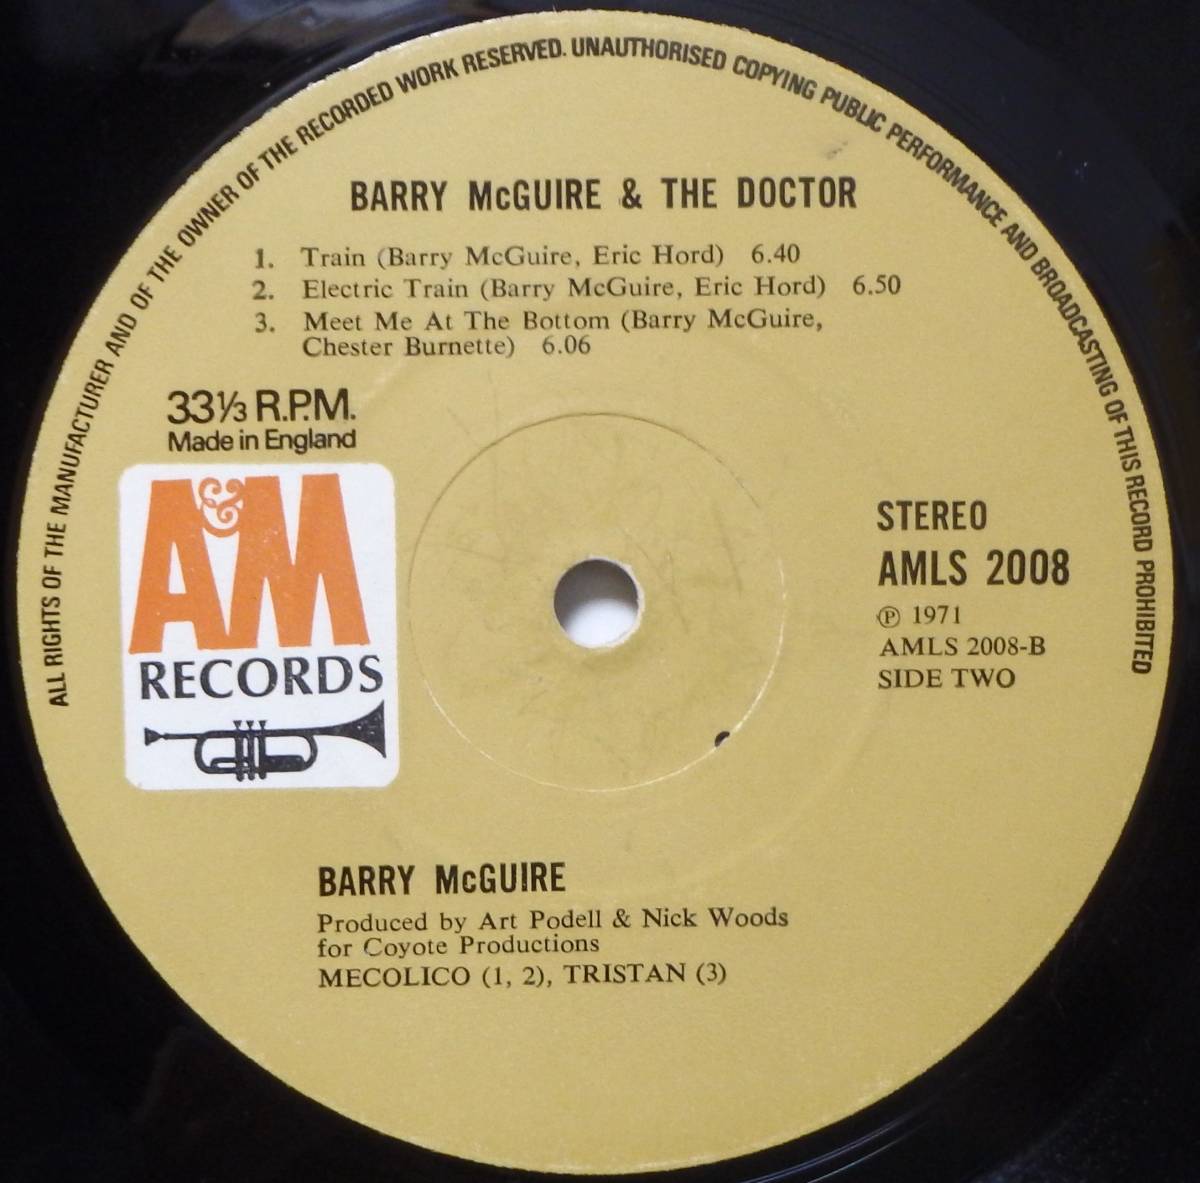 ALL RIGHTS OF THE MANUFACTURER AND OF THE OWNER OF THE RECORDED WORK RESERVED. UNAUTHORISED COPYING PUBLIC PERFORMANCE AND BROADCASTING OF THIS RECORD PROHIBITED
BARRY McGUIRE & THE DOCTOR
1. Train (Barry McGuire, Eric Hord) 6.40
2. Electric Train (Barry McGuire, Eric Hord) 6.50
3. Meet Me At The Bottom (Barry McGuire,
Chester Burnette) 6.06
33⅓ R.P.M.
Made in England
A&M
RECORDS
STEREO
AMLS 2008
℗ 1971
AMLS 2008-B
SIDE TWO
BARRY McGUIRE
Produced by Art Podell & Nick Woods
for Coyote Productions
MECOLICO (1, 2), TRISTAN (3)